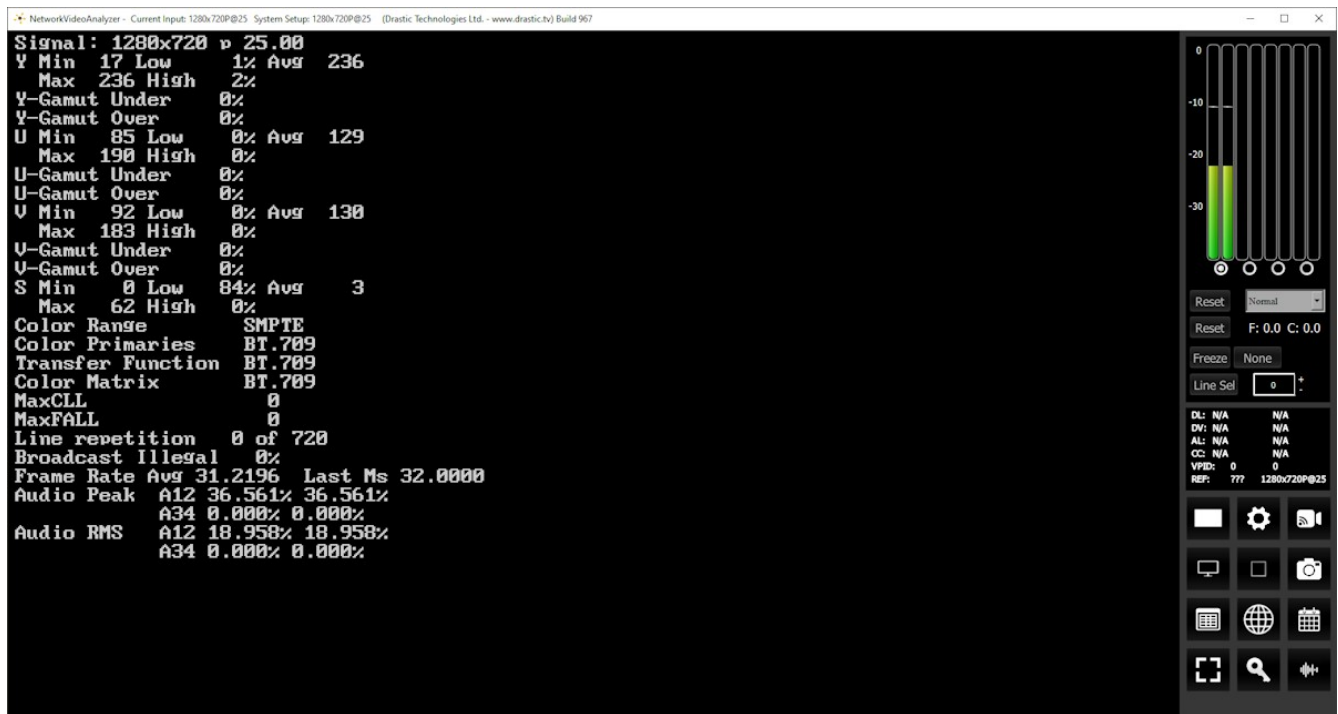 NetworkVideoAnalyzer - Current Input: 1280x720P@25 System Setup: 1280x720P@25 (Drastic Technologies Ltd. - www.drastic.tv) Build 967
Signal: 1280x720 p 25.00
Y Min 17 Low 1% Avg 236
Max 236 High 2%
Y-Gamut Under 0%
Y-Gamut Over 0%
U Min 85 Low 0% Avg 129
Max 190 High 0%
U-Gamut Under 0%
U-Gamut Over 0%
V Min 92 Low 0% Avg 130
Max 183 High 0%
V-Gamut Under 0%
V-Gamut Over 0%
S Min 0 Low 84% Avg 3
Max 62 High 0%
Color Range SMPTE
Color Primaries BT.709
Transfer Function BT.709
Color Matrix BT.709
MaxCLL 0
MaxFALL 0
Line repetition 0 of 720
Broadcast Illegal 0%
Frame Rate Avg 31.2196 Last Ms 32.0000
Audio Peak A12 36.561% 36.561%
A34 0.000% 0.000%
Audio RMS A12 18.958% 18.958%
A34 0.000% 0.000%
0
-10
-20
-30
Reset Normal
Reset F: 0.0 C: 0.0
Freeze None
Line Sel 0 + -
DL: N/A N/A
DV: N/A N/A
AL: N/A N/A
CC: N/A N/A
VPID: 0 0
REF: ??? 1280x720P@25